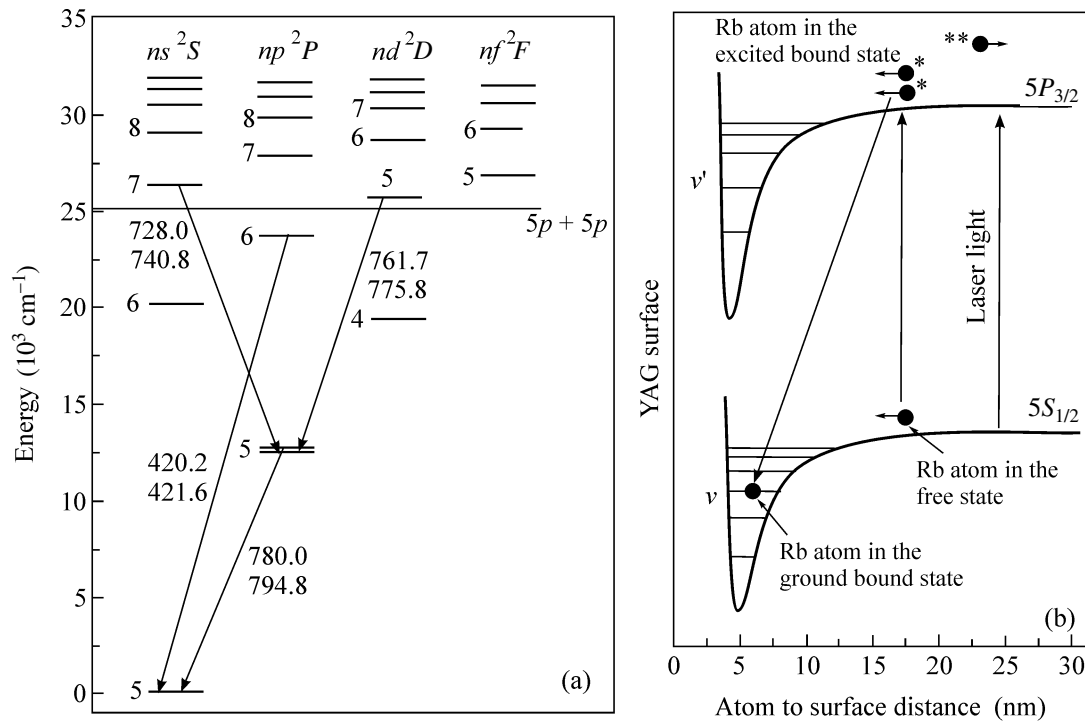 35
30
25
20
15
10
5
0
Energy (10³ cm⁻¹)
ns ²S
np ²P
nd ²D
nf ²F
8
7
6
5
8
7
6
5
7
6
5
4
6
5
5p + 5p
728.0
740.8
761.7
775.8
420.2
421.6
780.0
794.8
(a)
Rb atom in the
excited bound state
**
*
*
5P3/2
v'
YAG surface
Laser light
5S1/2
v
Rb atom in the
free state
Rb atom in the
ground bound state
(b)
0 5 10 15 20 25 30
Atom to surface distance (nm)